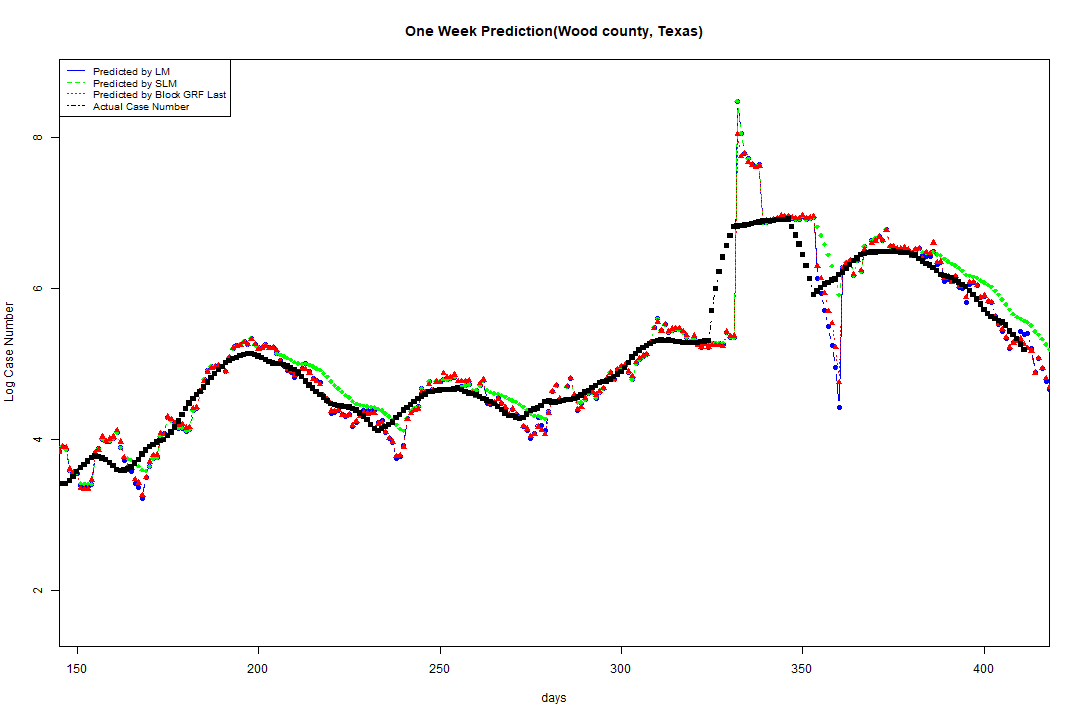 One Week Prediction(Wood county, Texas)
Predicted by LM
Predicted by SLM
Predicted by Block GRF Last
Actual Case Number
Log Case Number
8
6
4
2
150 200 250 300 350 400
days